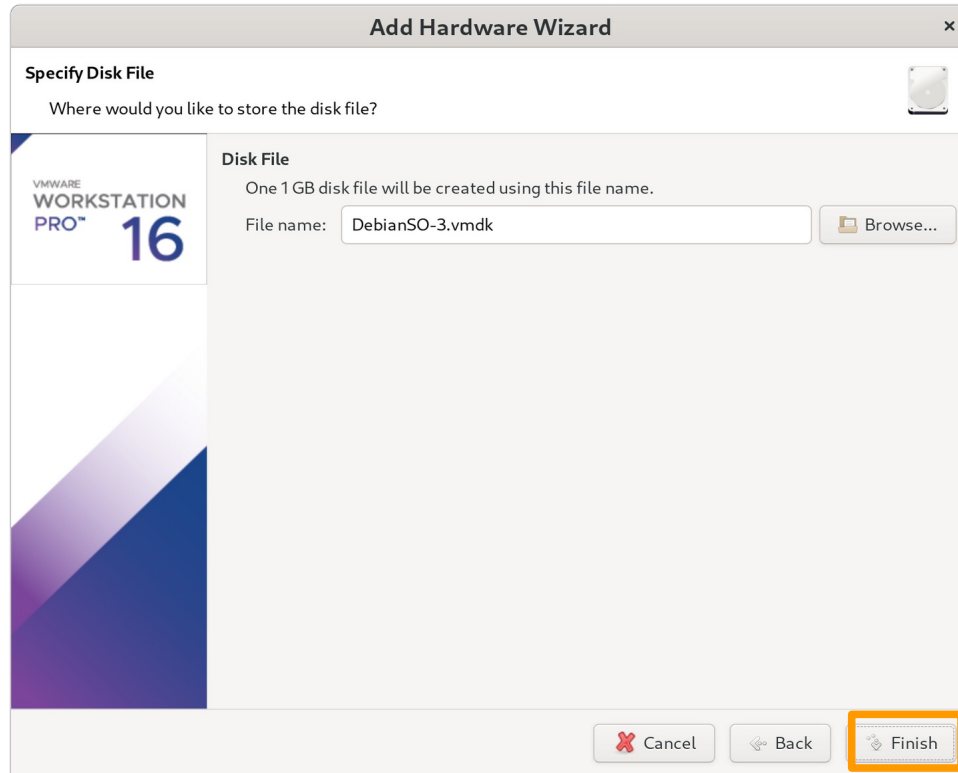 Add Hardware Wizard
Specify Disk File
Where would you like to store the disk file?
VMWARE
WORKSTATION
PRO™ 16
Disk File
One 1 GB disk file will be created using this file name.
File name: DebianSO-3.vmdk Browse...
Cancel Back Finish